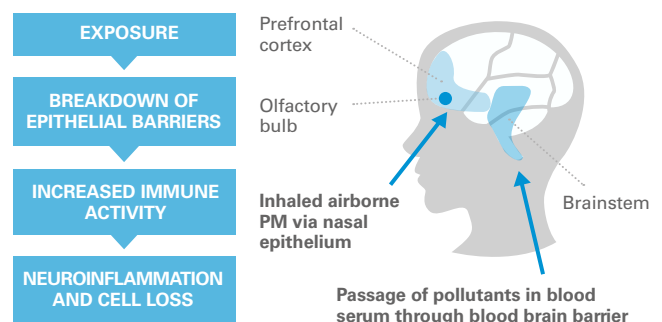 EXPOSURE
BREAKDOWN OF
EPITHELIAL BARRIERS
INCREASED IMMUNE
ACTIVITY
NEUROINFLAMMATION
AND CELL LOSS
Prefrontal
cortex
Olfactory
bulb
Inhaled airborne
PM via nasal
epithelium
Brainstem
Passage of pollutants in blood
serum through blood brain barrier